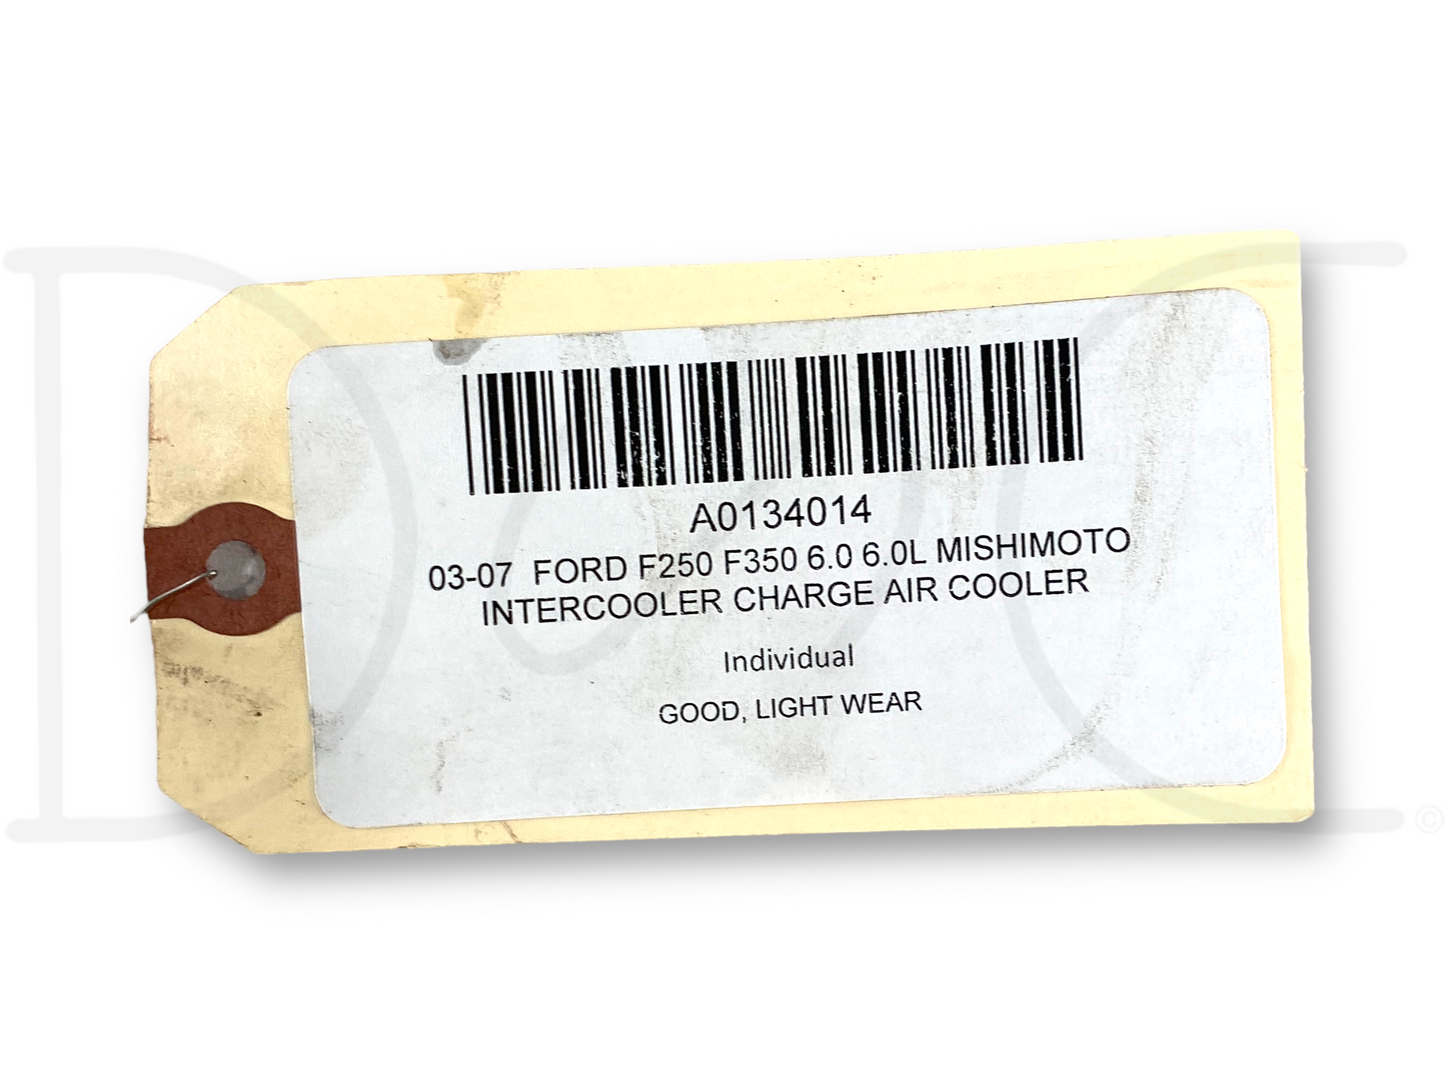 A0134014
03-07 FORD F250 F350 6.0 6.0L MISHIMOTO
INTERCOOLER CHARGE AIR COOLER
Individual
GOOD, LIGHT WEAR
©